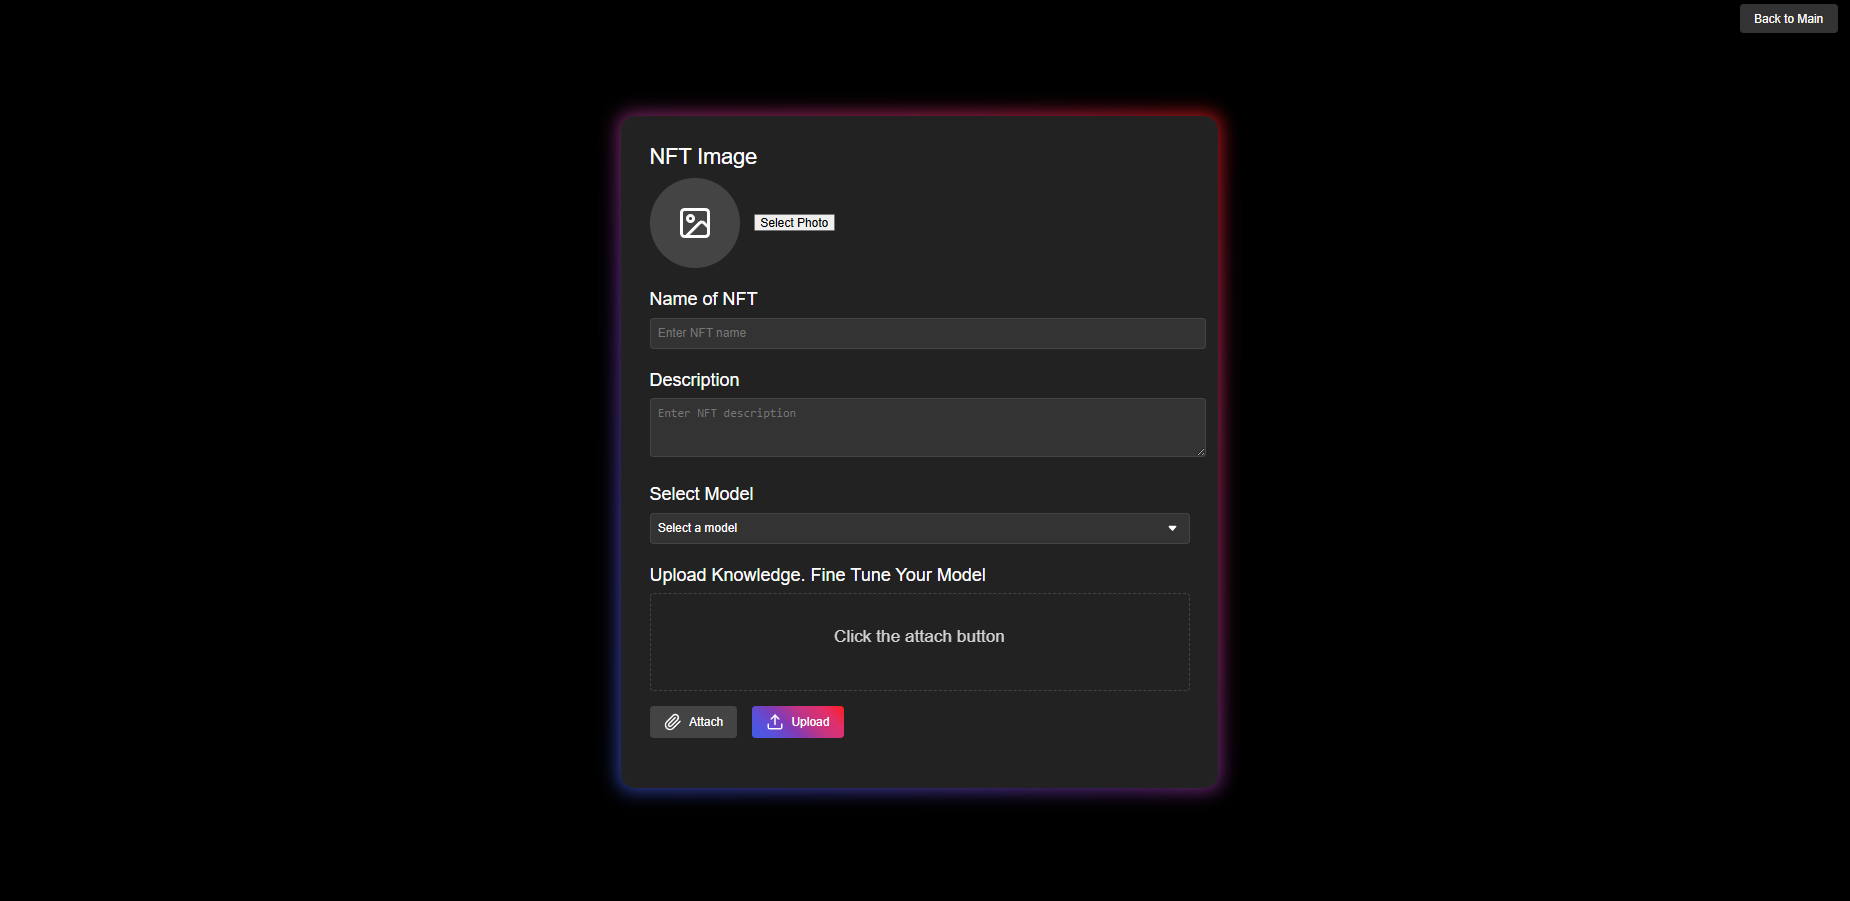 Back to Main
NFT Image
Select Photo
Name of NFT
Enter NFT name
Description
Enter NFT description
Select Model
Select a model
Upload Knowledge. Fine Tune Your Model
Click the attach button
Attach
Upload